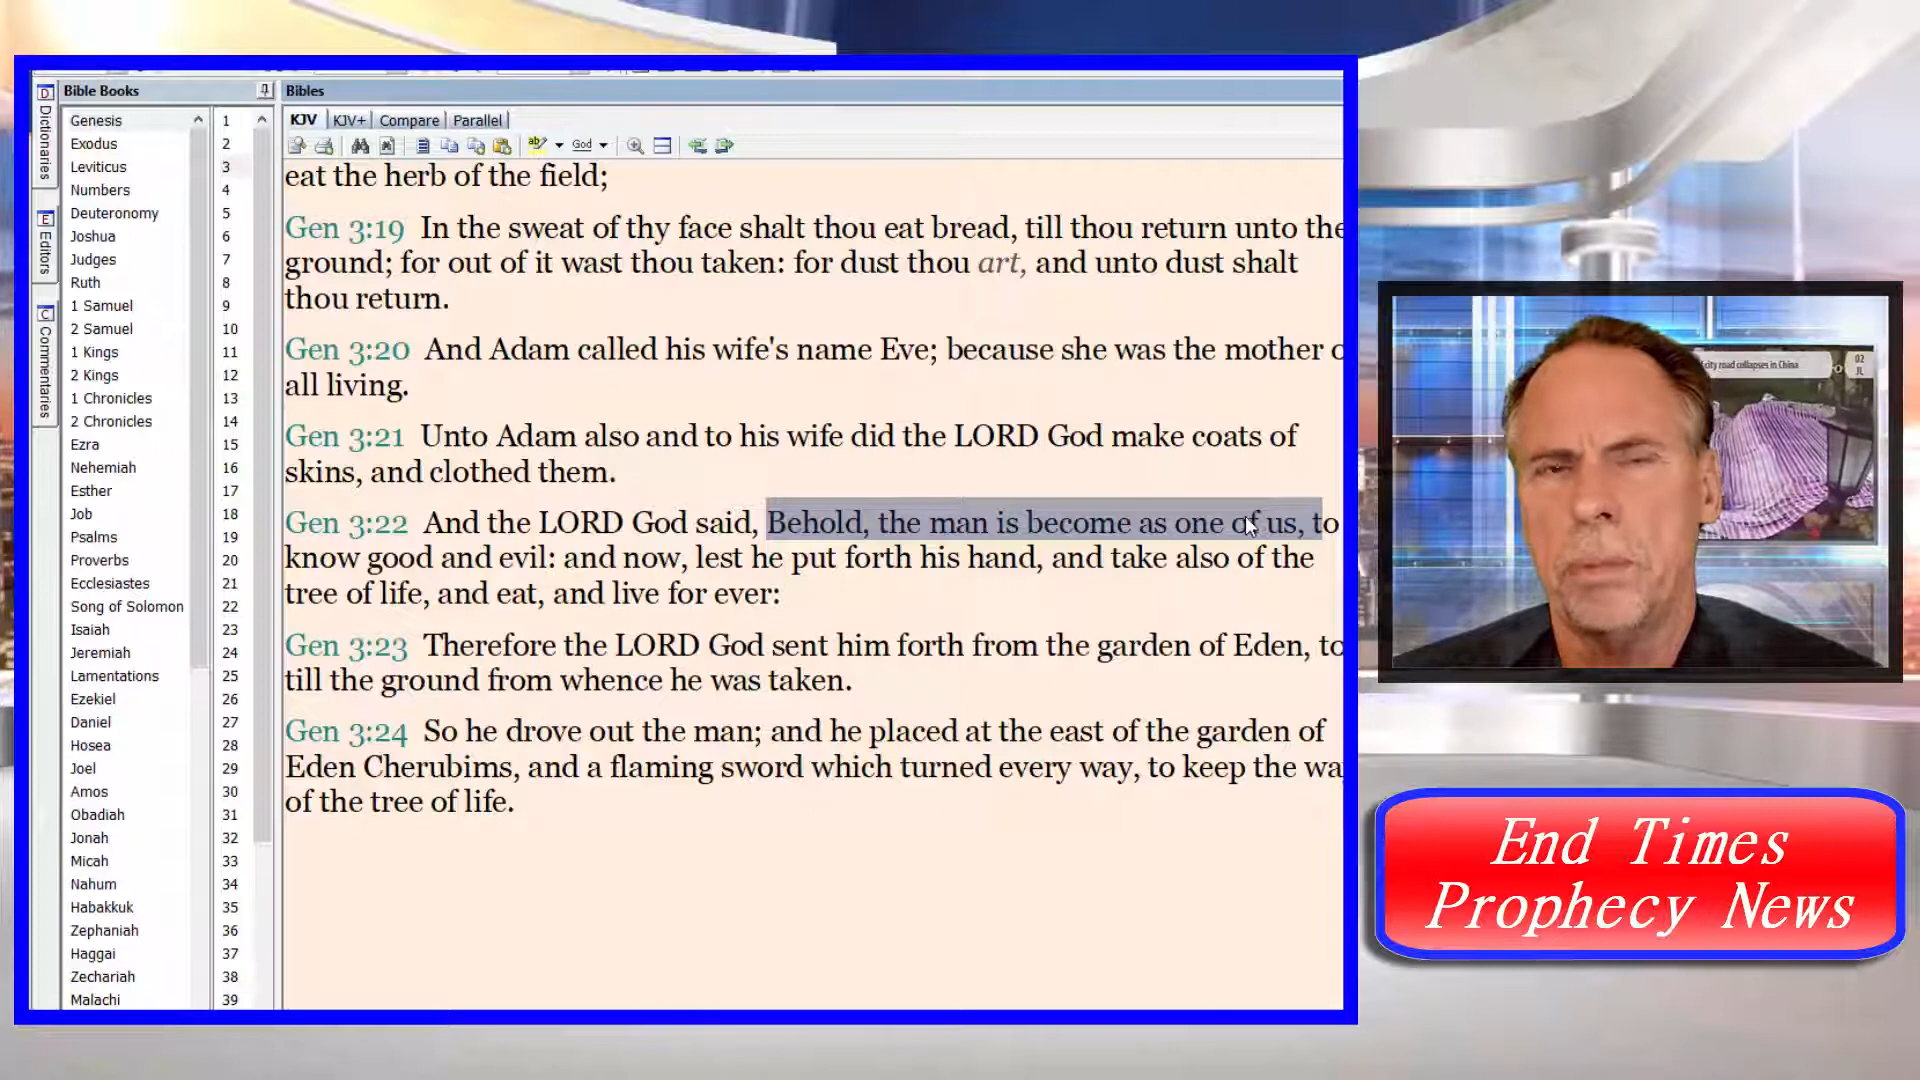 Bible Books
Bibles
Dictionaries
Editors
Commentaries
KJV KJV+ Compare Parallel
God
Genesis 1
Exodus 2
Leviticus 3
Numbers 4
Deuteronomy 5
Joshua 6
Judges 7
Ruth 8
1 Samuel 9
2 Samuel 10
1 Kings 11
2 Kings 12
1 Chronicles 13
2 Chronicles 14
Ezra 15
Nehemiah 16
Esther 17
Job 18
Psalms 19
Proverbs 20
Ecclesiastes 21
Song of Solomon 22
Isaiah 23
Jeremiah 24
Lamentations 25
Ezekiel 26
Daniel 27
Hosea 28
Joel 29
Amos 30
Obadiah 31
Jonah 32
Micah 33
Nahum 34
Habakkuk 35
Zephaniah 36
Haggai 37
Zechariah 38
Malachi 39
eat the herb of the field;
Gen 3:19 In the sweat of thy face shalt thou eat bread, till thou return unto the
ground; for out of it wast thou taken: for dust thou art, and unto dust shalt
thou return.
Gen 3:20 And Adam called his wife's name Eve; because she was the mother
all living.
Gen 3:21 Unto Adam also and to his wife did the LORD God make coats of
skins, and clothed them.
Gen 3:22 And the LORD God said, Behold, the man is become as one of us, to
know good and evil: and now, lest he put forth his hand, and take also of the
tree of life, and eat, and live for ever:
Gen 3:23 Therefore the LORD God sent him forth from the garden of Eden, to
till the ground from whence he was taken.
Gen 3:24 So he drove out the man; and he placed at the east of the garden of
Eden Cherubims, and a flaming sword which turned every way, to keep the wa
of the tree of life.
city road collapses in China
02
JL
End Times
Prophecy News